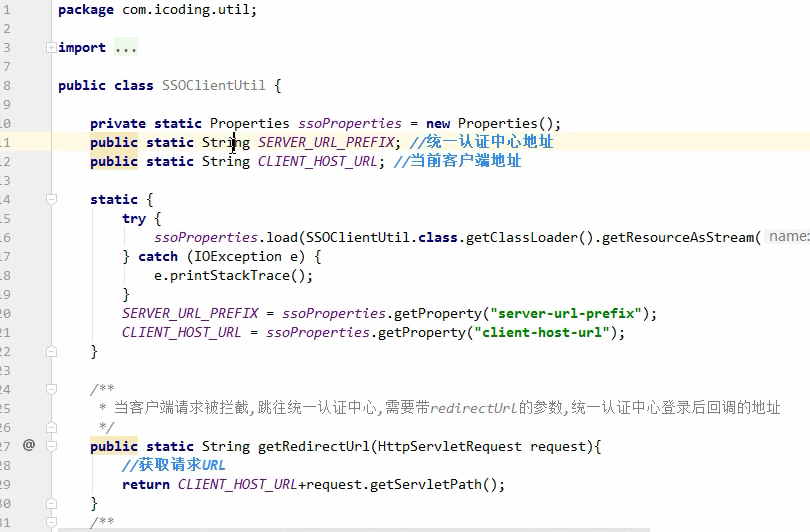 1 package com.icoding.util;
2
3 import ...
7
8 public class SSOClientUtil {
9
10 private static Properties ssoProperties = new Properties();
11 public static String SERVER_URL_PREFIX; //统一认证中心地址
12 public static String CLIENT_HOST_URL; //当前客户端地址
13
14 static {
15 try {
16 ssoProperties.load(SSOClientUtil.class.getClassLoader().getResourceAsStream( name:
17 } catch (IOException e) {
18 e.printStackTrace();
19 }
20 SERVER_URL_PREFIX = ssoProperties.getProperty("server-url-prefix");
21 CLIENT_HOST_URL = ssoProperties.getProperty("client-host-url");
22 }
23
24 /**
25 * 当客户端请求被拦截,跳往统一认证中心,需要带redirectUrl的参数,统一认证中心登录后回调的地址
26 */
27 @ public static String getRedirectUrl(HttpServletRequest request){
28 //获取请求URL
29 return CLIENT_HOST_URL+request.getServletPath();
30 }
31 /**